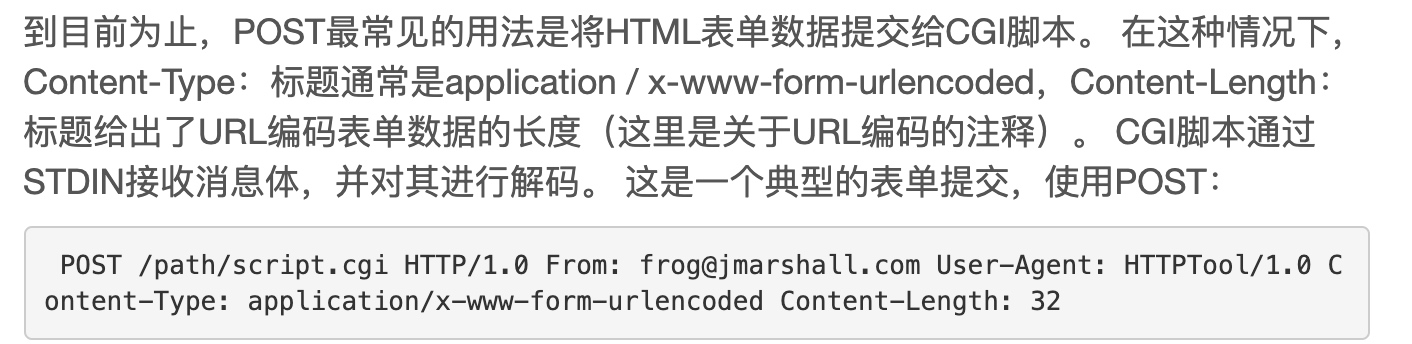 到目前为止，POST最常见的用法是将HTML表单数据提交给CGI脚本。 在这种情况下，
Content-Type：标题通常是application / x-www-form-urlencoded，Content-Length：
标题给出了URL编码表单数据的长度（这里是关于URL编码的注释）。 CGI脚本通过
STDIN接收消息体，并对其进行解码。 这是一个典型的表单提交，使用POST：
POST /path/script.cgi HTTP/1.0 From: frog@jmarshall.com User-Agent: HTTPTool/1.0 C
ontent-Type: application/x-www-form-urlencoded Content-Length: 32